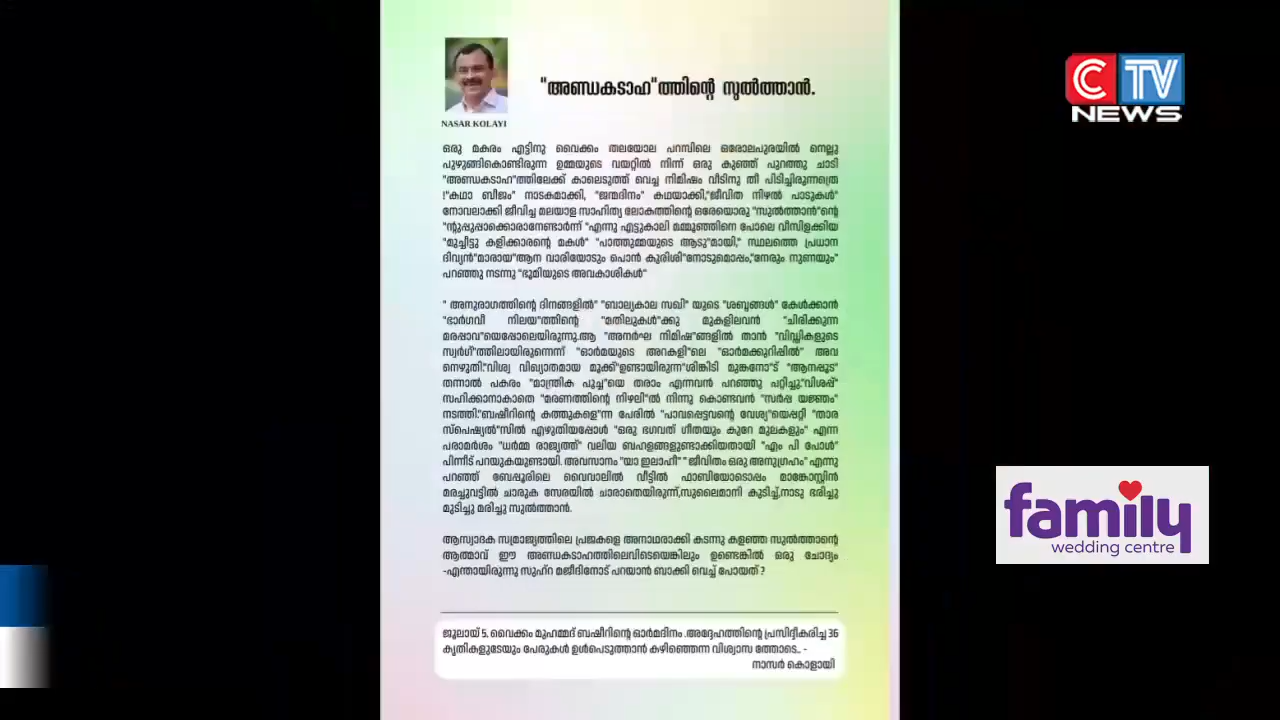 "അണ്ഡകടാഹ"ത്തിന്റെ സുൽത്താൻ.
NASAR KOLAYI
ഒരു മകരം എട്ടിനു വൈക്കം തലയോല പറമ്പിലെ ഒരോലപുരയിൽ നെല്ലു
പുഴുങ്ങികൊണ്ടിരുന്ന ഉമ്മയുടെ വയറ്റിൽ നിന്ന് ഒരു കുഞ്ഞ് പുറത്തു ചാടി
"അണ്ഡകടാഹ"ത്തിലേക്ക് കാലെടുത്ത് വെച്ച നിമിഷം വീടിനു തീ പിടിച്ചിരുന്നത്രെ
!"കഥാ ബീജം" നാടകമാക്കി, "ജന്മദിനം" കഥയാക്കി,"ജീവിത നിഴൽ പാടുകൾ"
നോവലാക്കി ജീവിച്ച മലയാള സാഹിത്യ ലോകത്തിന്റെ ഒരേയൊരു "സുൽത്താൻ"ന്റെ
"ന്റുപ്പുപ്പാക്കൊരാനേണ്ടാർന്ന് "എന്നു എട്ടുകാലി മമ്മൂഞ്ഞിനെ പോലെ വീസിളക്കിയ
"മുച്ചീട്ടു കളിക്കാരന്റെ മകൾ" "പാത്തുമ്മയുടെ ആടു"മായി," സ്ഥലത്തെ പ്രധാന
ദിവ്യൻ"മാരായ"ആന വാരിയോടും പൊൻ കുരിശി"നോടുമൊപ്പം,"നേരും നുണയും"
പറഞ്ഞു നടന്നു "ഭൂമിയുടെ അവകാശികൾ"
" അനുരാഗത്തിന്റെ ദിനങ്ങളിൽ" "ബാല്യകാല സഖി" യുടെ "ശബ്ദങ്ങൾ" കേൾക്കാൻ
"ഭാർഗവീ നിലയ"ത്തിന്റെ "മതിലുകൾ"ക്കു മുകളിലവൻ "ചിരിക്കുന്ന
മരപ്പാവ"യെപ്പോലെയിരുന്നു.ആ "അനർഘ നിമിഷ"ങ്ങളിൽ താൻ "വിഡ്ഢികളുടെ
സ്വർഗ"ത്തിലായിരുന്നെന്ന് "ഓർമയുടെ അറകളി"ലെ "ഓർമക്കുറിപ്പിൽ" അവ
നെഴുതി."വിശ്വ വിഖ്യാതമായ മൂക്ക്"ഉണ്ടായിരുന്ന"ശിങ്കിടി മുങ്കനോ"ട് "ആനപ്പൂട"
തന്നാൽ പകരം "മാന്ത്രിക പൂച്ച"യെ തരാം എന്നവൻ പറഞ്ഞു പറ്റിച്ചു."വിശപ്പ്"
സഹിക്കാനാകാതെ "മരണത്തിന്റെ നിഴലി"ൽ നിന്നു കൊണ്ടവൻ "സർപ്പ യജ്ഞം"
നടത്തി."ബഷീറിന്റെ കത്തുകളെ"ന്ന പേരിൽ "പാവപ്പെട്ടവന്റെ വേശ്യ"യെപ്പറ്റി "താര
സ്പെഷ്യൽ"സിൽ എഴുതിയപ്പോൾ "ഒരു ഭഗവത് ഗീതയും കുറേ മുലകളും" എന്ന
പരാമർശം "ധർമ്മ രാജ്യത്ത്" വലിയ ബഹളങ്ങളുണ്ടാക്കിയതായി "എം പി പോൾ"
പിന്നീട് പറയുകയുണ്ടായി. അവസാനം "യാ ഇലാഹീ" " ജീവിതം ഒരു അനുഗ്രഹം" എന്നു
പറഞ്ഞ് ബേപ്പൂരിലെ വൈവാലിൽ വീട്ടിൽ ഫാബിയോടൊപ്പം മാങ്കോസ്റ്റിൻ
മരച്ചുവട്ടിൽ ചാരുക സേരയിൽ ചാരാതെയിരുന്ന്,സുലൈമാനി കുടിച്ച്,നാടു ഭരിച്ചു
മുടിച്ചു മരിച്ചു സുൽത്താൻ.
ആസ്വാദക സ്വമാജ്യത്തിലെ പ്രജകളെ അനാഥരാക്കി കടന്നു കളഞ്ഞ സുൽത്താന്റെ
ആത്മാവ് ഈ അണ്ഡകടാഹത്തിലെവിടെയെങ്കിലും ഉണ്ടെങ്കിൽ ഒരു ചോദ്യം
-എന്തായിരുന്നു സുഹ്റ മജീദിനോട് പറയാൻ ബാക്കി വെച്ച് പോയത് ?
ജൂലായ് 5. വൈക്കം മുഹമ്മദ് ബഷീറിന്റെ ഓർമദിനം .അദ്ദേഹത്തിന്റെ പ്രസിദ്ദീകരിച്ച 36
കൃതികളുടേയും പേരുകൾ ഉൾപെടുത്താൻ കഴിഞ്ഞെന്ന വിശ്വാസ ത്തോടെ.. -
നാസർ കൊളായി
C TV
NEWS
family
wedding centre